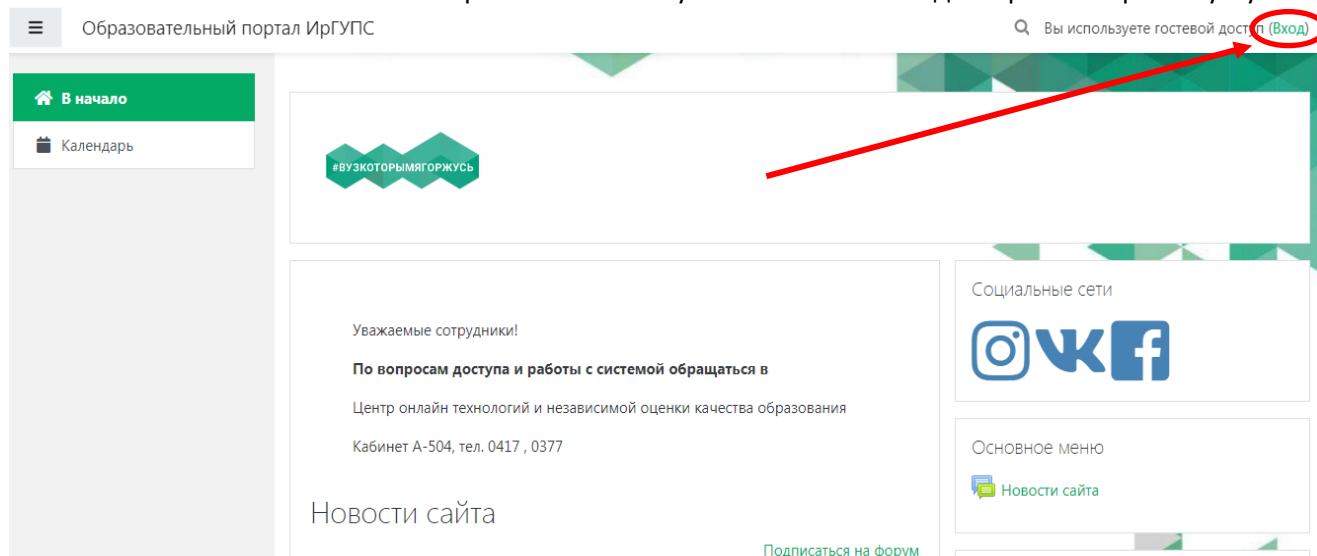 Образовательный портал ИрГУПС
Вы используете гостевой доступ (Вход)
В начало
Календарь
#ВУЗКОТОРЫМЯГОРЖУСЬ
Уважаемые сотрудники!
По вопросам доступа и работы с системой обращаться в
Центр онлайн технологий и независимой оценки качества образования
Кабинет А-504, тел. 0417 , 0377
Новости сайта
Подписаться на форум
Социальные сети
Основное меню
Новости сайта